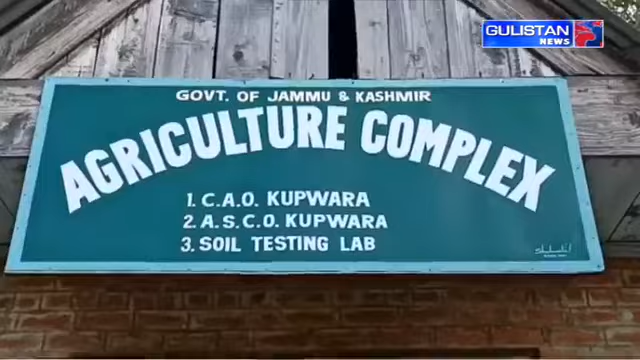 GULISTAN
NEWS
GOVT. OF JAMMU & KASHMIR
AGRICULTURE COMPLEX
1. C.A.O. KUPWARA
2. A.S.C.O. KUPWARA
3. SOIL TESTING LAB